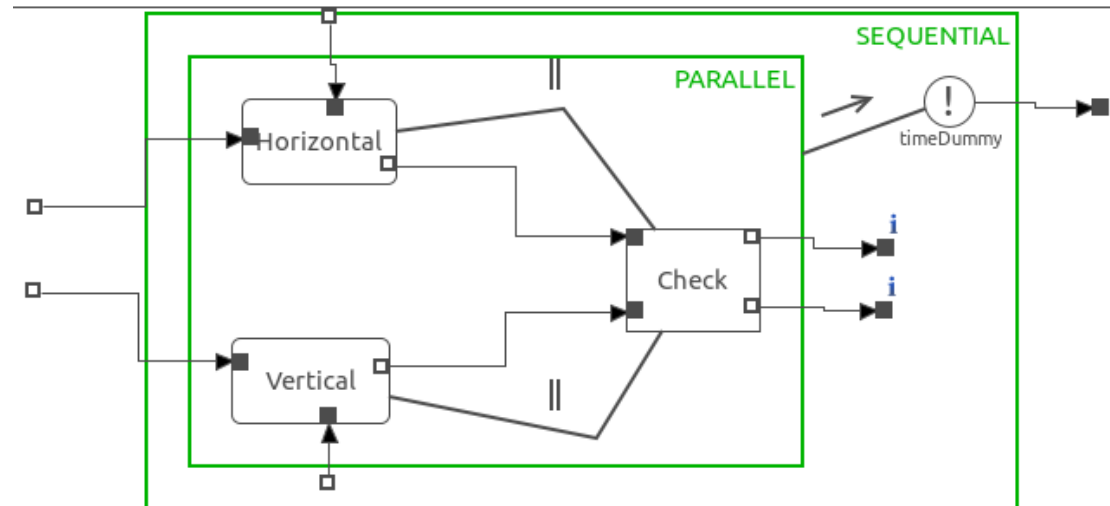 SEQUENTIAL
PARALLEL
||
!
Horizontal
timeDummy
i
Check
i
Vertical
||